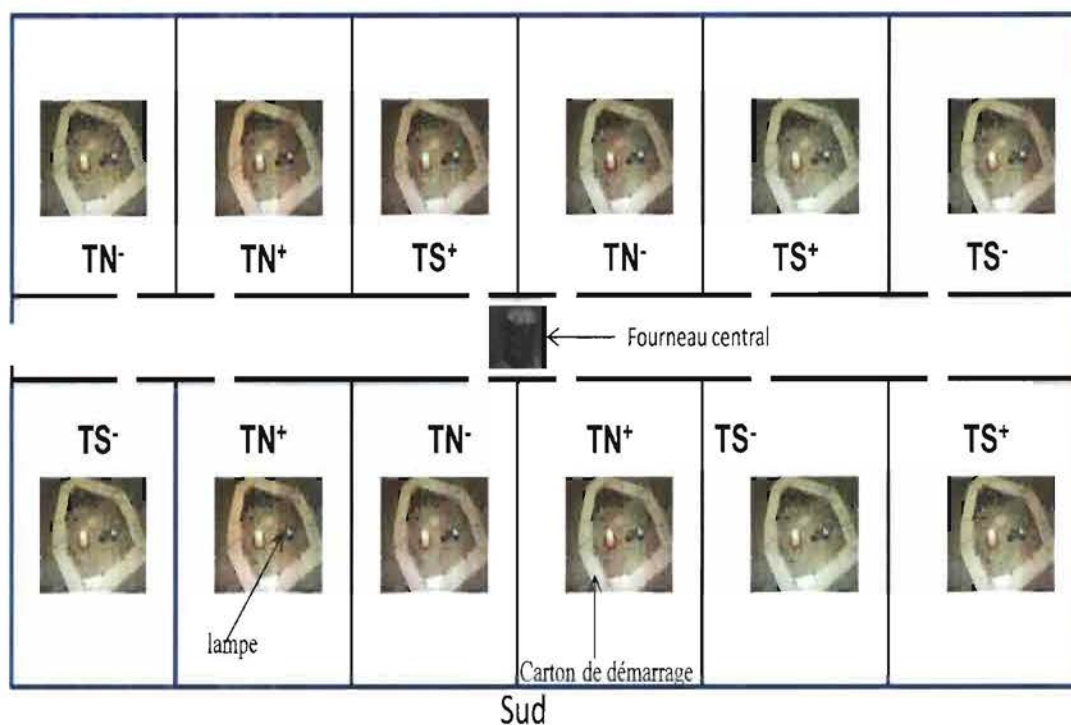 TN⁻ TN⁺ TS⁺ TN⁻ TS⁺ TS⁻
Fourneau central
TS⁻ TN⁺ TN⁻ TN⁺ TS⁻ TS⁺
lampe
Carton de démarrage
Sud